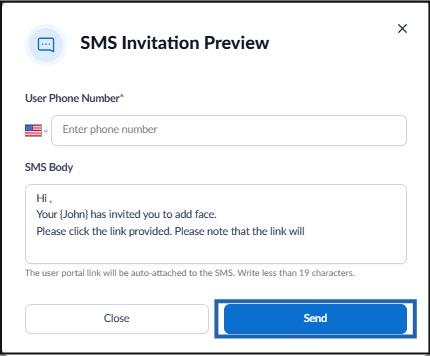 SMS Invitation Preview
User Phone Number*
Enter phone number
SMS Body
Hi ,
Your {John} has invited you to add face.
Please click the link provided. Please note that the link will
The user portal link will be auto-attached to the SMS. Write less than 19 characters.
Close
Send